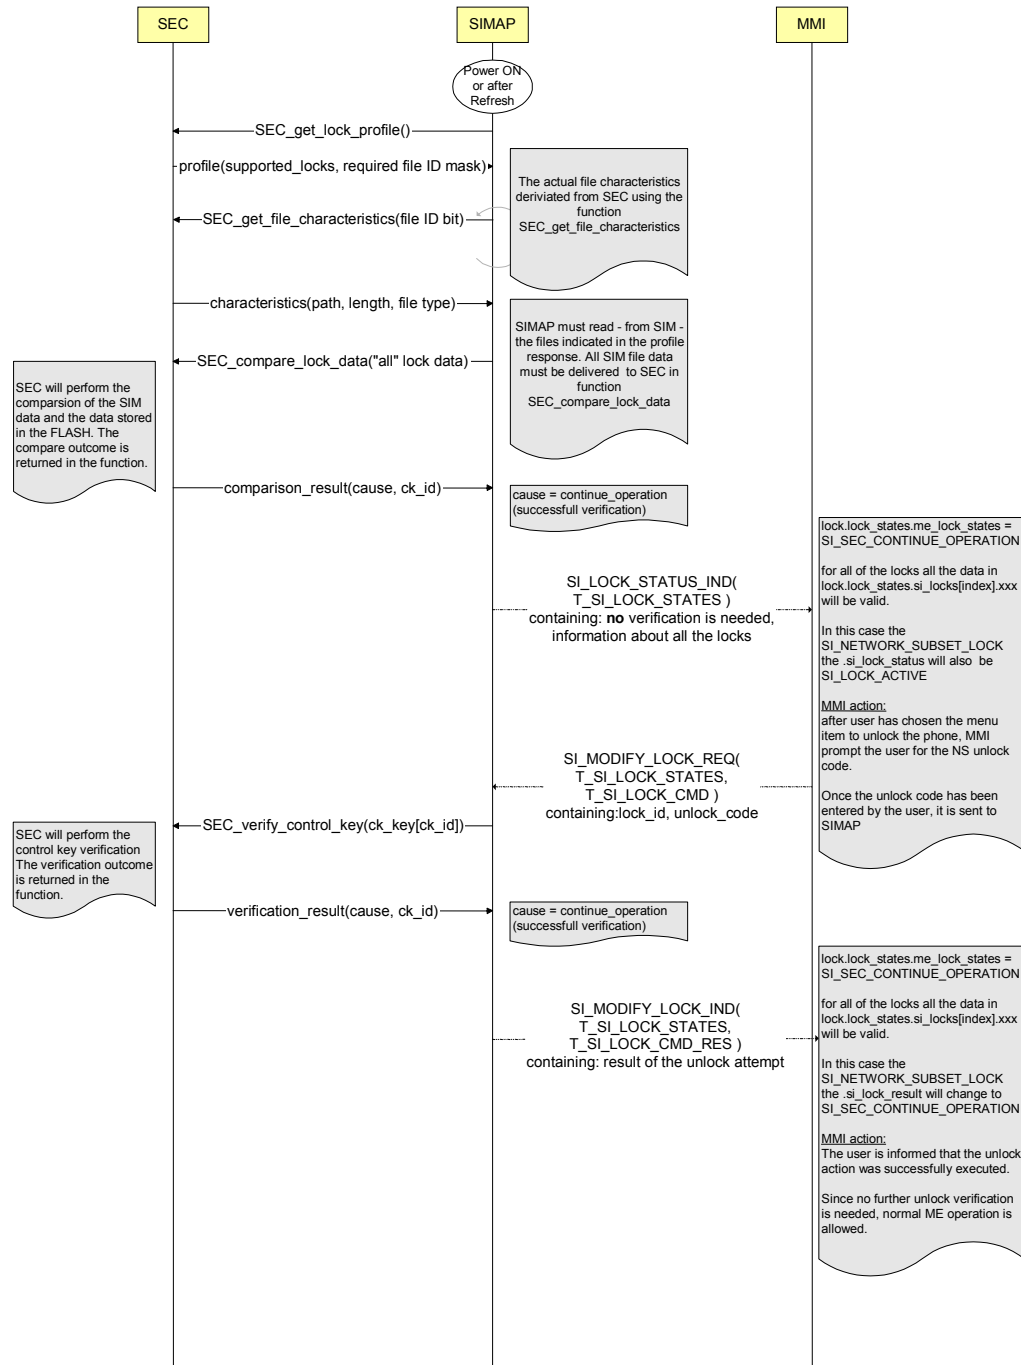 SEC
SIMAP
MMI
Power ON
or after
Refresh
SEC_get_lock_profile()
profile(supported_locks, required file ID mask)
The actual file characteristics
deriviated from SEC using the
function
SEC_get_file_characteristics
SEC_get_file_characteristics(file ID bit)
characteristics(path, length, file type)
SIMAP must read - from SIM -
the files indicated in the profile
response. All SIM file data
must be delivered to SEC in
function
SEC_compare_lock_data
SEC_compare_lock_data("all" lock data)
SEC will perform the
comparsion of the SIM
data and the data stored
in the FLASH. The
compare outcome is
returned in the function.
comparison_result(cause, ck_id)
cause = continue_operation
(successfull verification)
lock.lock_states.me_lock_states =
SI_SEC_CONTINUE_OPERATION
for all of the locks all the data in
lock.lock_states.si_locks[index].xxx
will be valid.
In this case the
SI_NETWORK_SUBSET_LOCK
the .si_lock_status will also be
SI_LOCK_ACTIVE
MMI action:
after user has chosen the menu
item to unlock the phone, MMI
prompt the user for the NS unlock
code.
Once the unlock code has been
entered by the user, it is sent to
SIMAP
SI_LOCK_STATUS_IND(
T_SI_LOCK_STATES )
containing: no verification is needed,
information about all the locks
SI_MODIFY_LOCK_REQ(
T_SI_LOCK_STATES,
T_SI_LOCK_CMD )
containing:lock_id, unlock_code
SEC_verify_control_key(ck_key[ck_id])
SEC will perform the
control key verification
The verification outcome
is returned in the
function.
verification_result(cause, ck_id)
cause = continue_operation
(successfull verification)
lock.lock_states.me_lock_states =
SI_SEC_CONTINUE_OPERATION
for all of the locks all the data in
lock.lock_states.si_locks[index].xxx
will be valid.
In this case the
SI_NETWORK_SUBSET_LOCK
the .si_lock_result will change to
SI_SEC_CONTINUE_OPERATION
MMI action:
The user is informed that the unlock
action was successfully executed.
Since no further unlock verification
is needed, normal ME operation is
allowed.
SI_MODIFY_LOCK_IND(
T_SI_LOCK_STATES,
T_SI_LOCK_CMD_RES )
containing: result of the unlock attempt